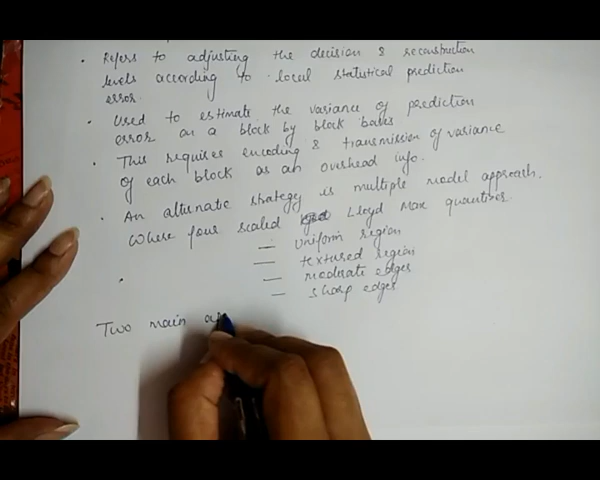 • Refers to adjusting the decision & reconstruction
levels according to local statistical prediction
error.
• Used to estimate the variance of prediction
error on a block by block basis
• This requires encoding & transmission of variance
of each block as an overhead info.
• An alternate strategy is multiple model approach.
Where four scaled Lloyd Max quantizers.
— Uniform region
— textured region
— moderate edges
— sharp edges
Two main ap